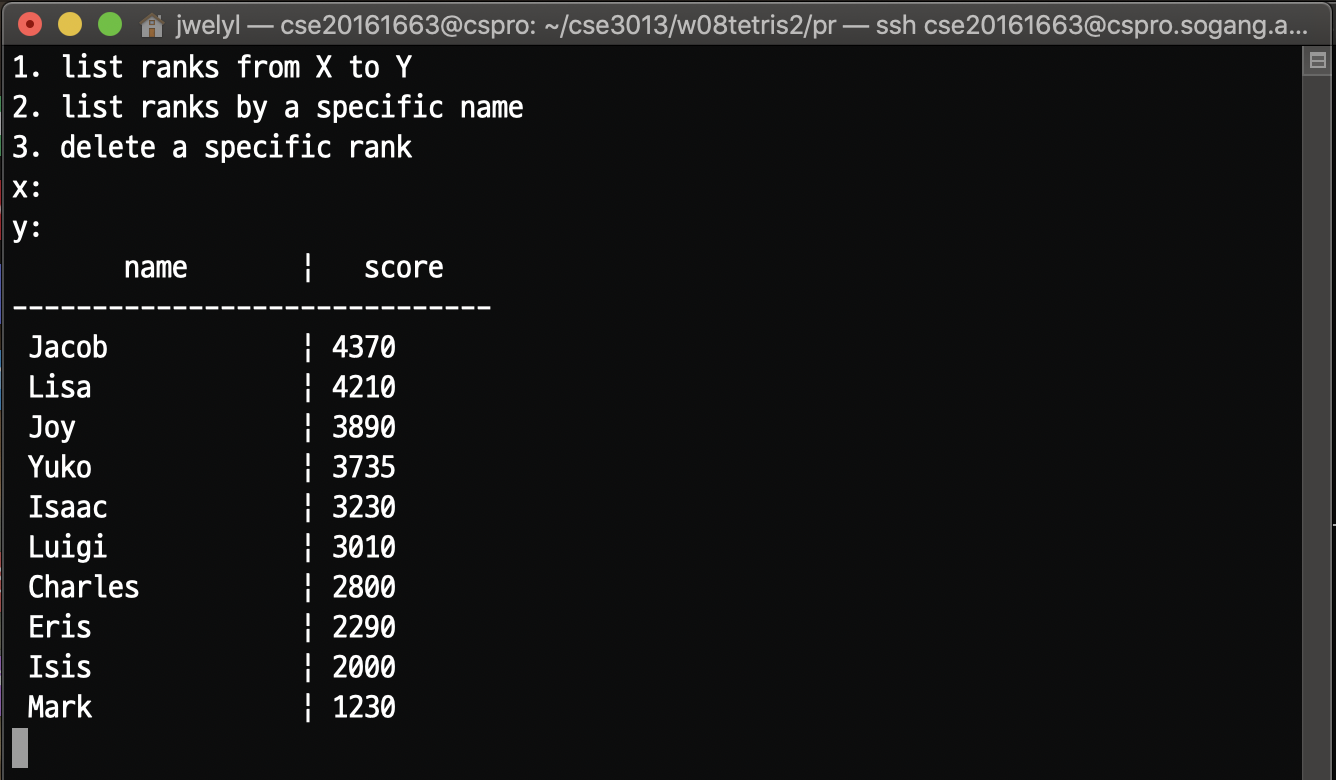 jwelyl — cse20161663@cspro: ~/cse3013/w08tetris2/pr — ssh cse20161663@cspro.sogang.a...
1. list ranks from X to Y
2. list ranks by a specific name
3. delete a specific rank
x:
y:
name | score
------------------------------
Jacob | 4370
Lisa | 4210
Joy | 3890
Yuko | 3735
Isaac | 3230
Luigi | 3010
Charles | 2800
Eris | 2290
Isis | 2000
Mark | 1230